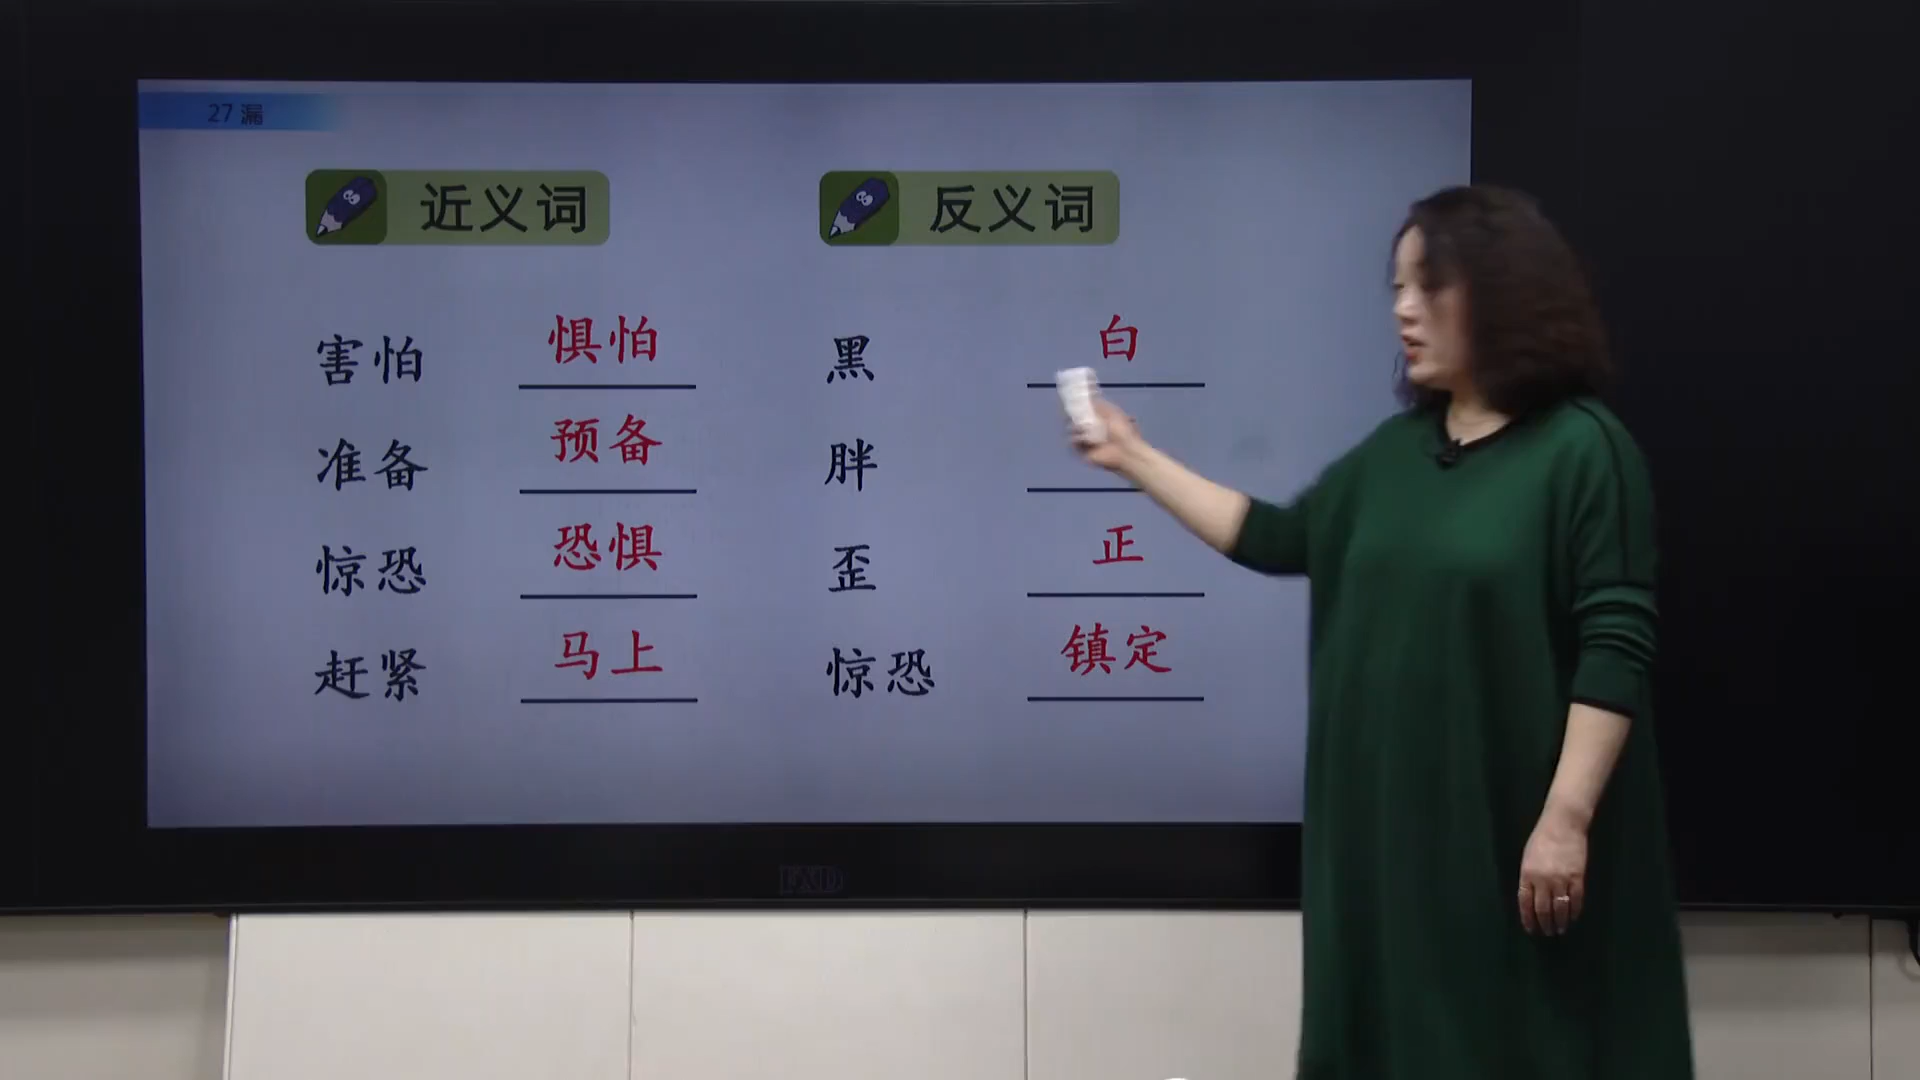 27 漏
近义词
反义词
害怕 惧怕
黑 白
准备 预备
胖
惊恐 恐惧
歪 正
赶紧 马上
惊恐 镇定